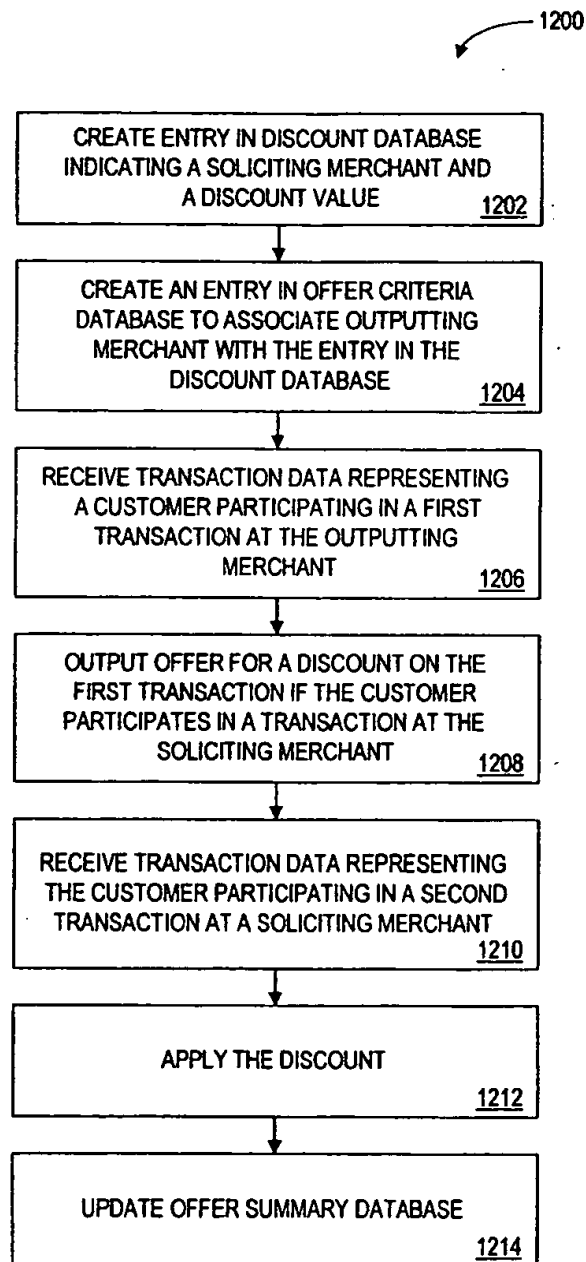 1200
CREATE ENTRY IN DISCOUNT DATABASE
INDICATING A SOLICITING MERCHANT AND
A DISCOUNT VALUE
1202
CREATE AN ENTRY IN OFFER CRITERIA
DATABASE TO ASSOCIATE OUTPUTTING
MERCHANT WITH THE ENTRY IN THE
DISCOUNT DATABASE
1204
RECEIVE TRANSACTION DATA REPRESENTING
A CUSTOMER PARTICIPATING IN A FIRST
TRANSACTION AT THE OUTPUTTING
MERCHANT
1206
OUTPUT OFFER FOR A DISCOUNT ON THE
FIRST TRANSACTION IF THE CUSTOMER
PARTICIPATES IN A TRANSACTION AT THE
SOLICITING MERCHANT
1208
RECEIVE TRANSACTION DATA REPRESENTING
THE CUSTOMER PARTICIPATING IN A SECOND
TRANSACTION AT A SOLICITING MERCHANT
1210
APPLY THE DISCOUNT
1212
UPDATE OFFER SUMMARY DATABASE
1214